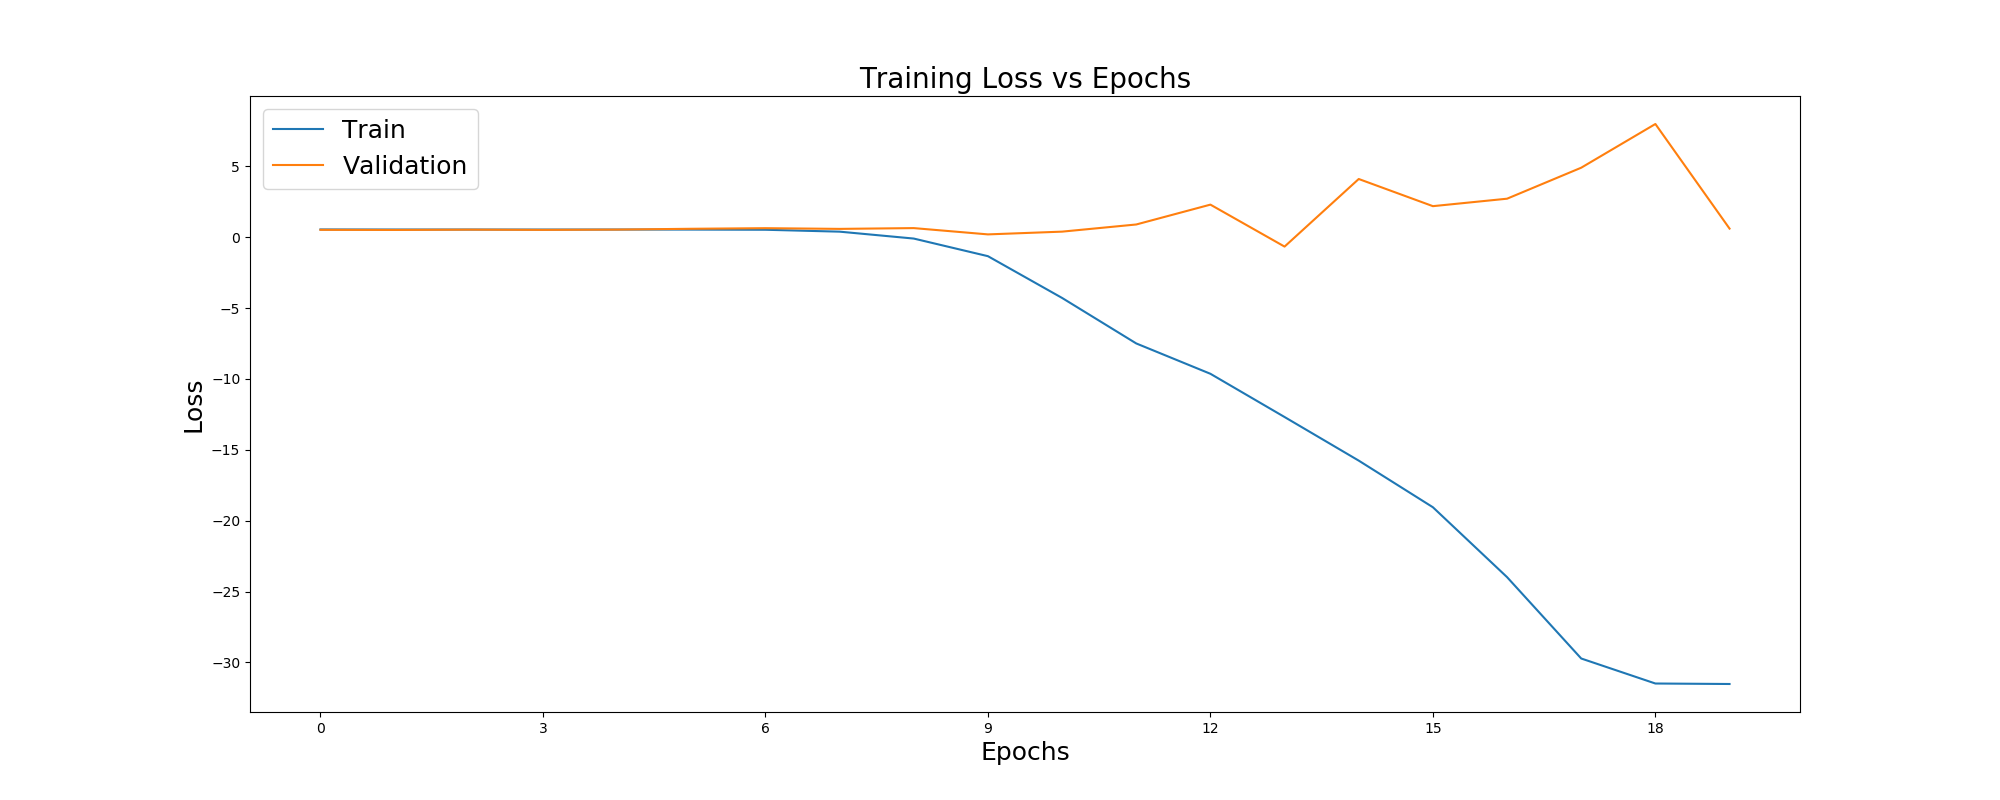 Training Loss vs Epochs
Train
Validation
5
0
−5
−10
−15
−20
−25
−30
Loss
0 3 6 9 12 15 18
Epochs